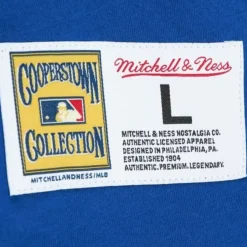 COOPERSTOWN
COLLECTION
MITCHELLANDNESS/MLB
Mitchell & Ness
L
MITCHELL & NESS NOSTALGIA CO.
AUTHENTIC LICENSED APPAREL
DESIGNED IN PHILADELPHIA, PA.
ESTABLISHED 1904
AUTHENTIC. PREMIUM. LEGENDARY.